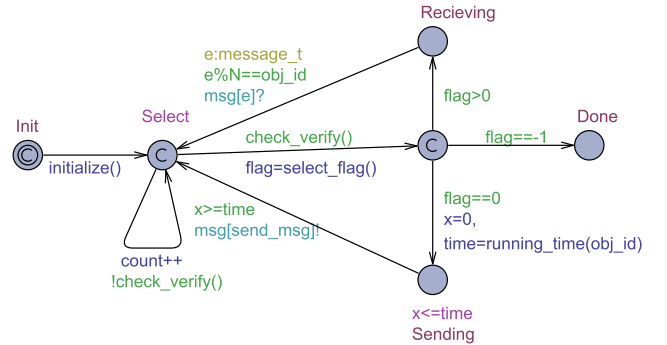 Recieving
e:message_t
e%N==obj_id
msg[e]?
flag>0
Init
Select
Done
C
C
C
check_verify()
flag==-1
initialize()
flag=select_flag()
flag==0
x>=time
x=0,
msg[send_msg]!
time=running_time(obj_id)
count++
!check_verify()
x<=time
Sending